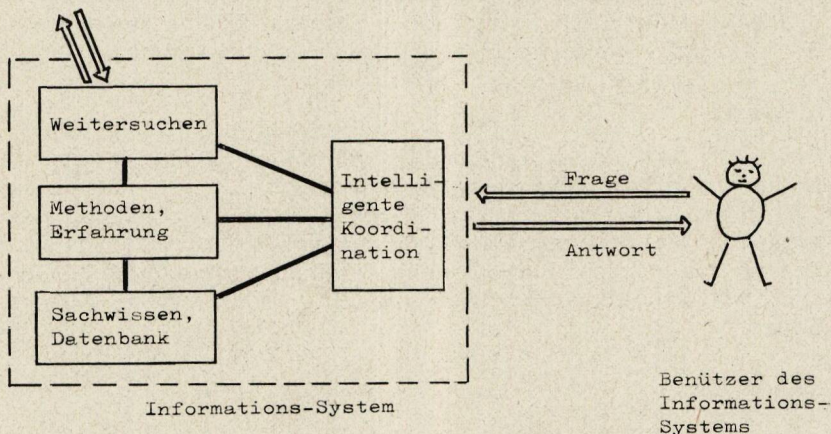 Weitersuchen
Methoden,
Erfahrung
Sachwissen,
Datenbank
Intelli-
gente
Koordi-
nation
Frage
Antwort
Informations-System
Benützer des
Informations-
Systems